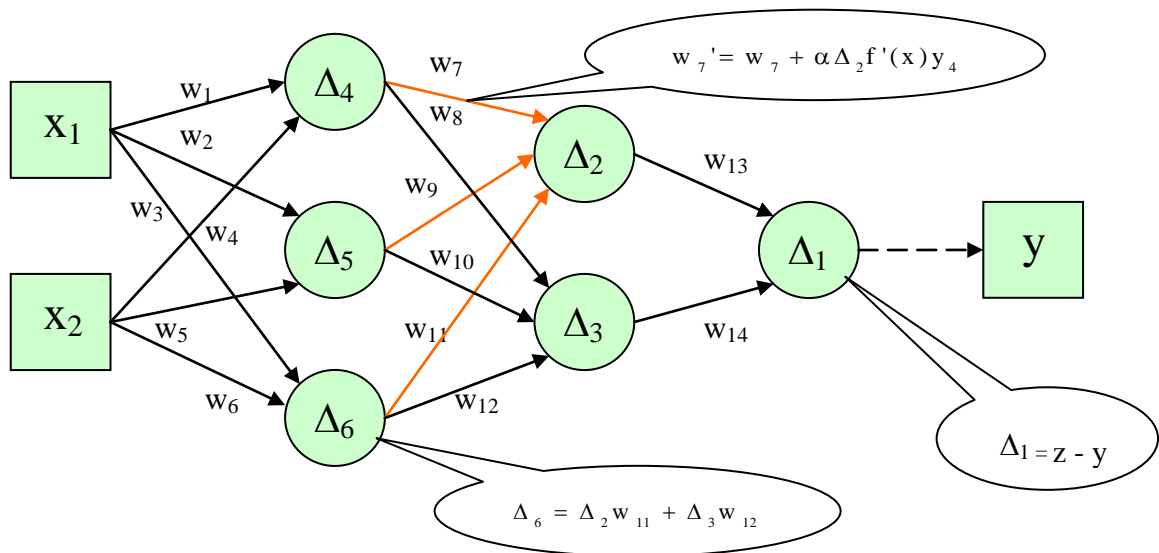 w₇' = w₇ + αΔ₂f'(x)y₄
w₇
w₁
Δ₄
x₁
w₈
w₂
Δ₂
w₁₃
w₉
w₃
w₄
Δ₅
Δ₁
y
w₁₀
x₂
w₅
w₁₁
Δ₃
w₁₄
w₆
w₁₂
Δ₆
Δ₁ = z - y
Δ₆ = Δ₂w₁₁ + Δ₃w₁₂